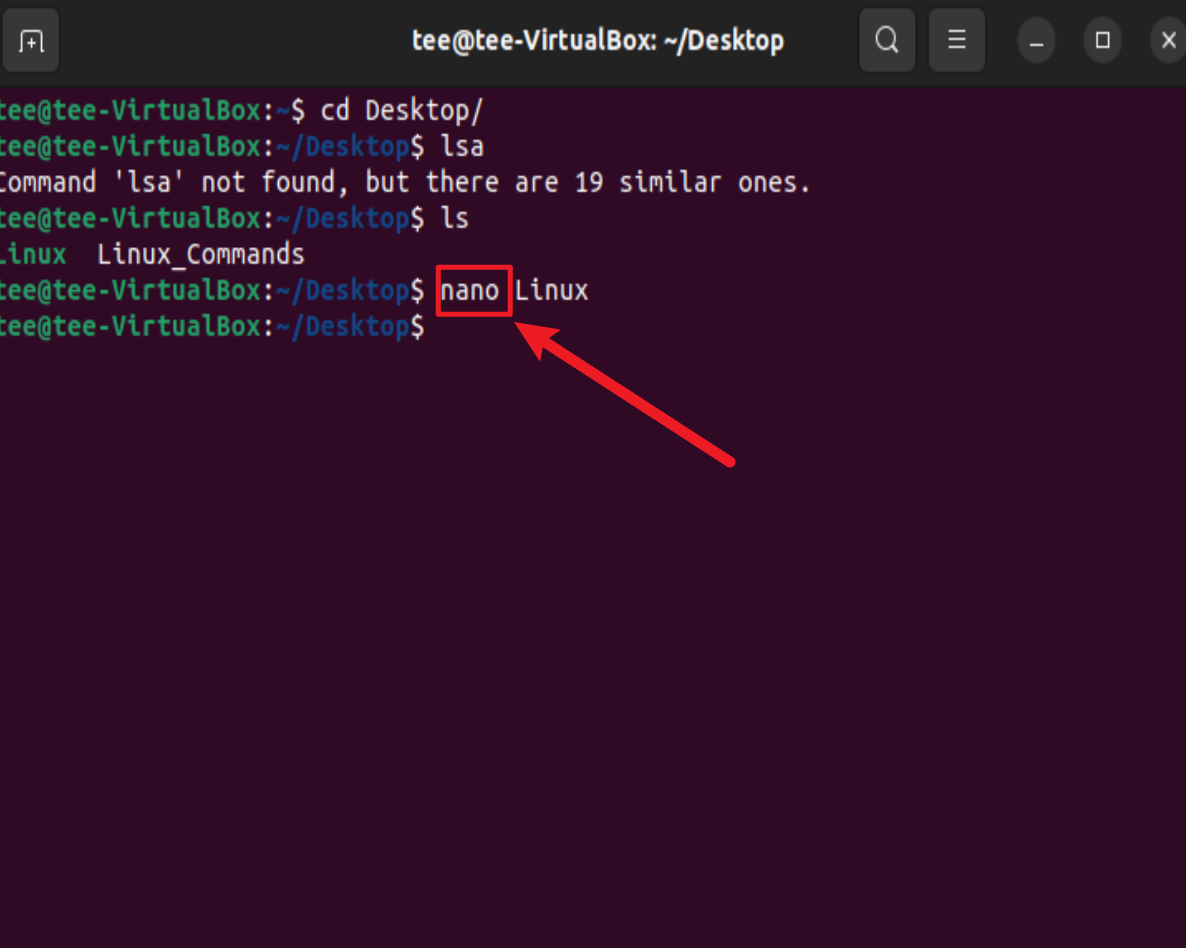 tee@tee-VirtualBox: ~/Desktop
tee@tee-VirtualBox:~$ cd Desktop/
tee@tee-VirtualBox:~/Desktop$ lsa
Command 'lsa' not found, but there are 19 similar ones.
tee@tee-VirtualBox:~/Desktop$ ls
Linux  Linux_Commands
tee@tee-VirtualBox:~/Desktop$ nano Linux
tee@tee-VirtualBox:~/Desktop$